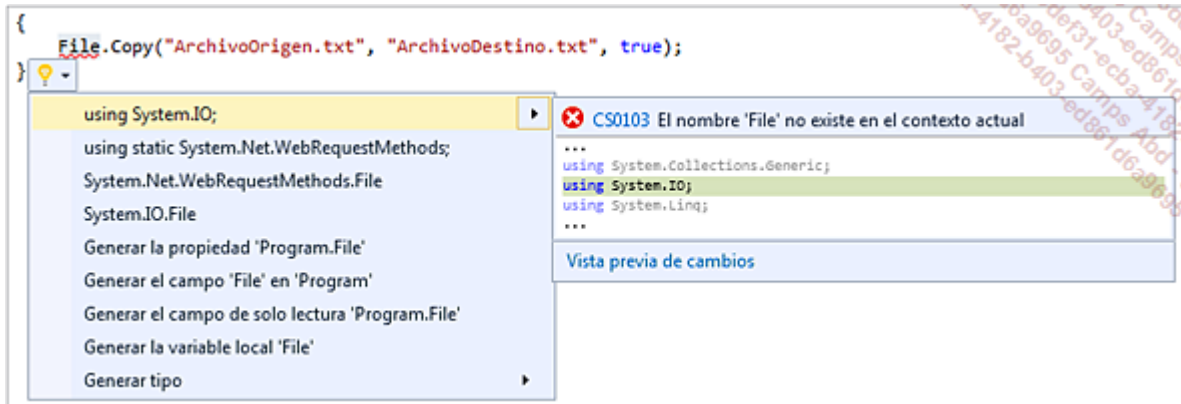 {
File.Copy("ArchivoOrigen.txt", "ArchivoDestino.txt", true);
}
using System.IO;
using static System.Net.WebRequestMethods;
System.Net.WebRequestMethods.File
System.IO.File
Generar la propiedad 'Program.File'
Generar el campo 'File' en 'Program'
Generar el campo de solo lectura 'Program.File'
Generar la variable local 'File'
Generar tipo
CS0103 El nombre 'File' no existe en el contexto actual
...
using System.Collections.Generic;
using System.IO;
using System.Linq;
...
Vista previa de cambios